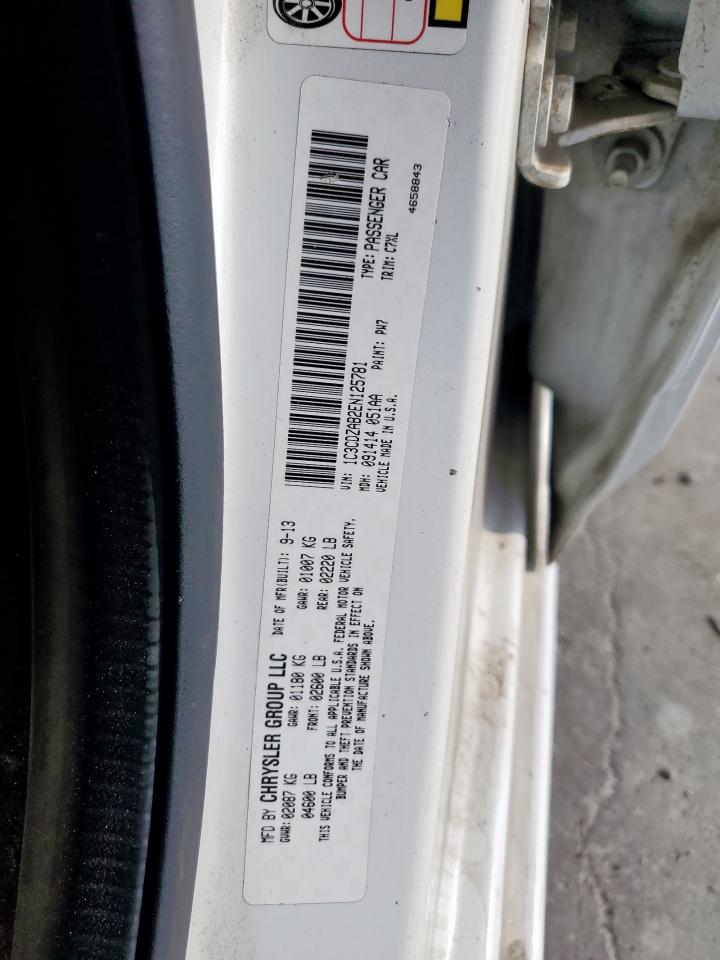 MFD BY CHRYSLER GROUP LLC DATE OF MFR(BUILT): 9-13
GVWR: 02087 KG GAWR: 01180 KG GAWR: 01007 KG
04600 LB FRONT: 02600 LB REAR: 02220 LB
THIS VEHICLE CONFORMS TO ALL APPLICABLE U.S.A. FEDERAL MOTOR VEHICLE SAFETY,
BUMPER AND THEFT PREVENTION STANDARDS IN EFFECT ON
THE DATE OF MANUFACTURE SHOWN ABOVE.
VIN: 1C3CDZAB2EN125781 TYPE: PASSENGER CAR
MDH: 091414 051AA PAINT: PW7 TRIM: C7XL
VEHICLE MADE IN U.S.A.
4658843